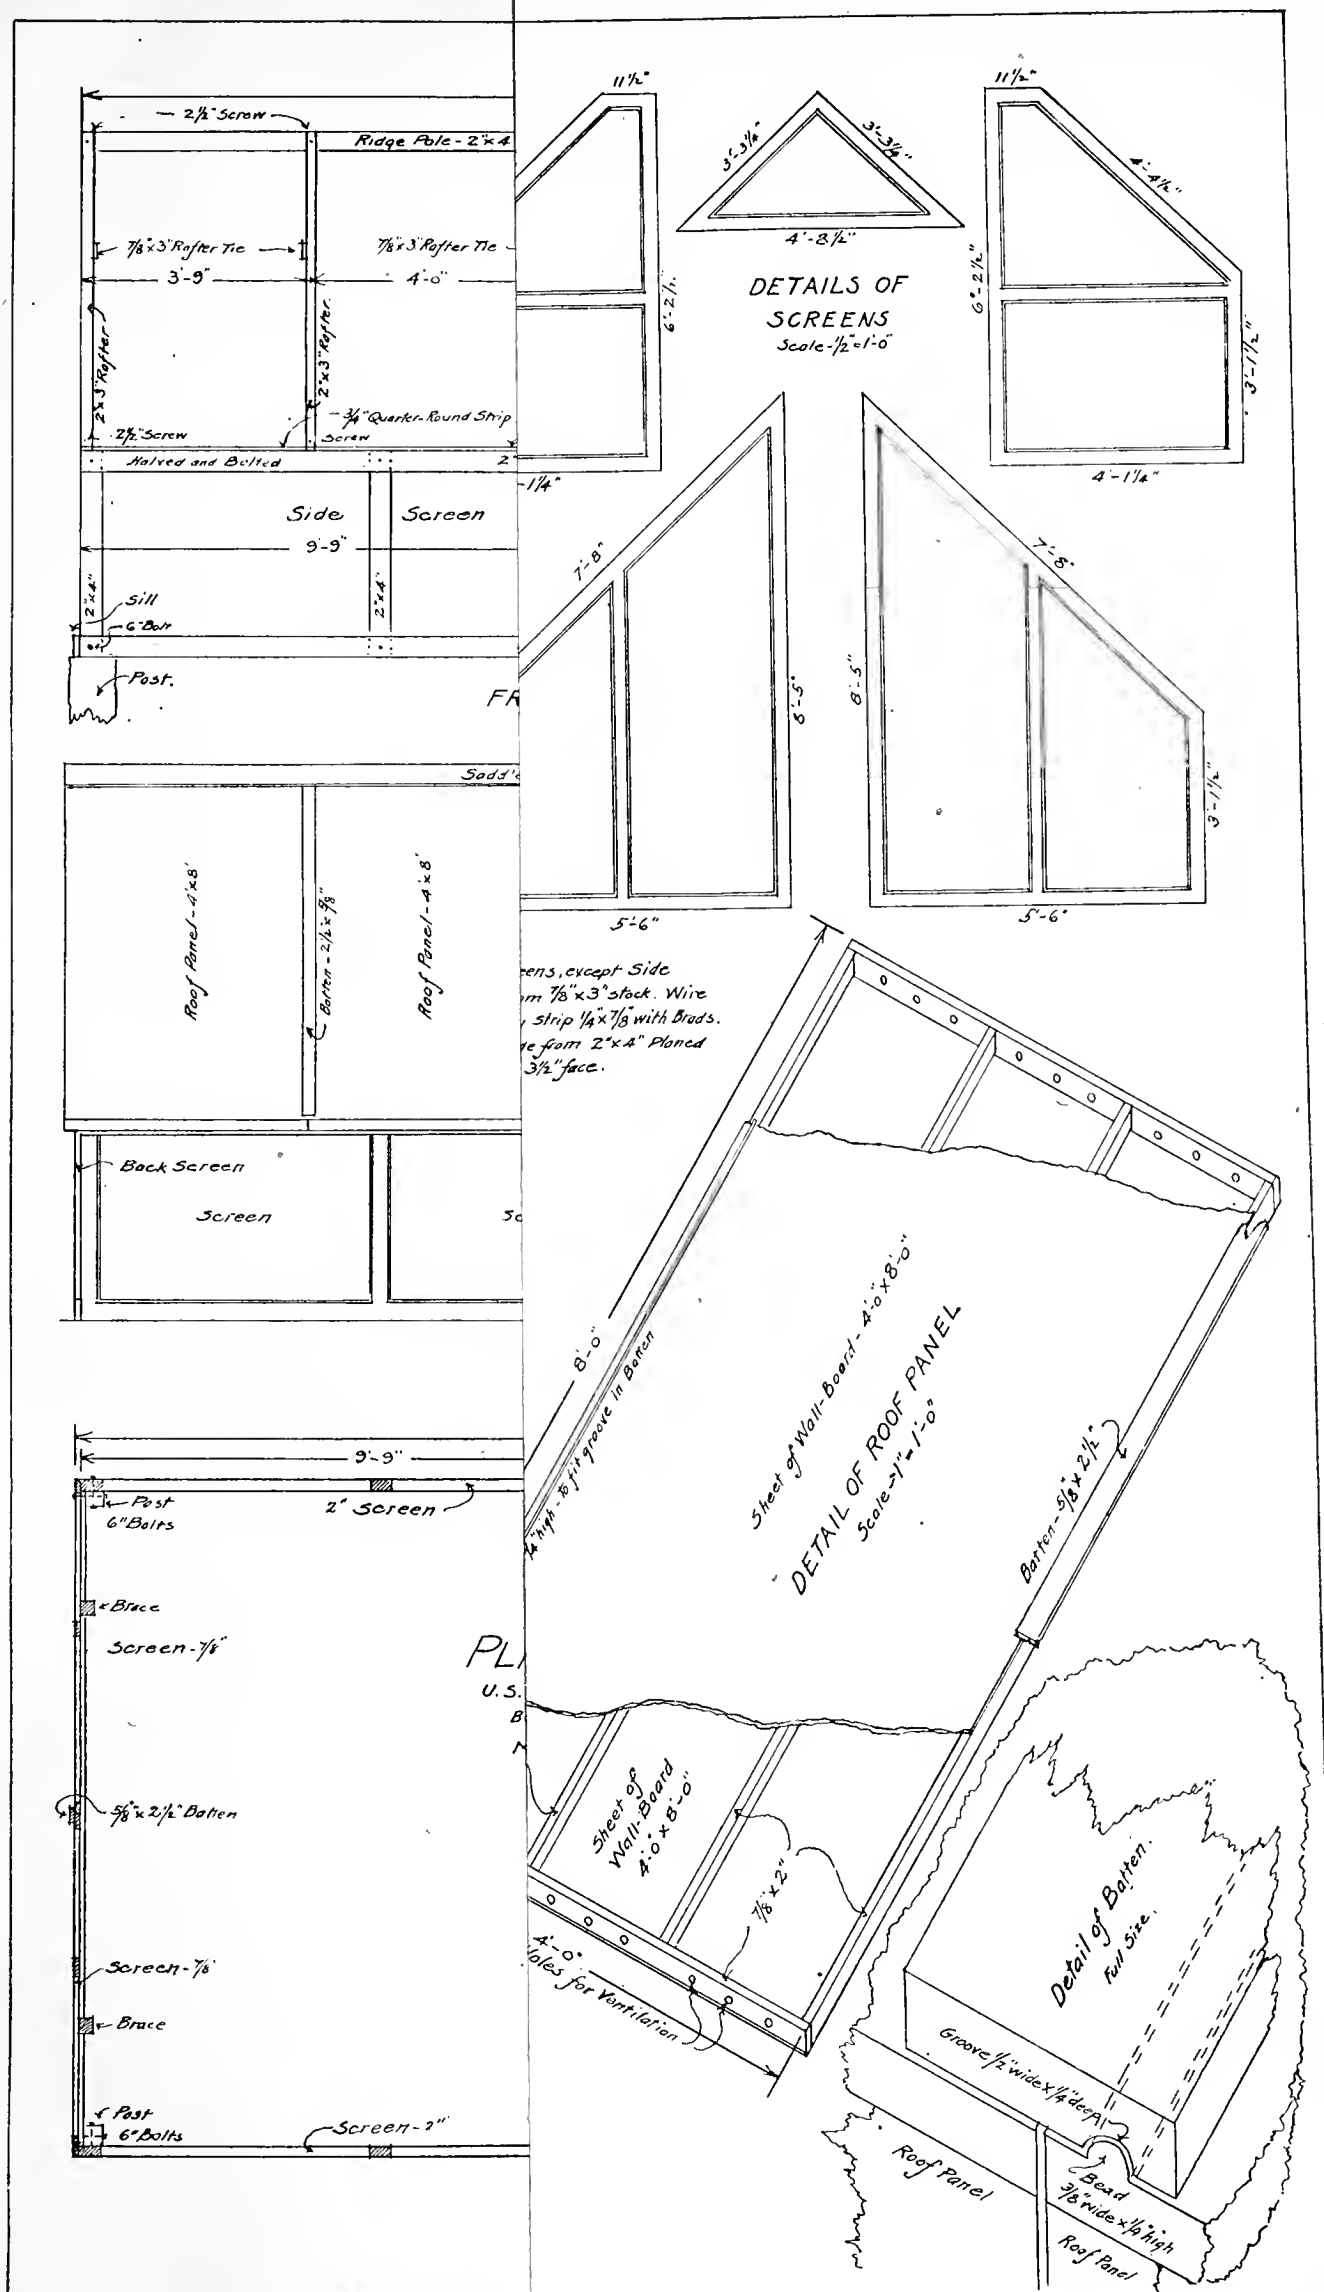 2½" Screw
Ridge Pole - 2"x4
7/8"x3" Rafter Tie
7/8"x3" Rafter Tie
3'-9"
4'-0"
2"x3" Rafter
2"x3" Rafter
3/4" Quarter-Round Strip
2½" Screw
Screw
Halved and Bolted
2
Side Screen
9'-9"
2"x4"
2"x4"
Sill
6" Bolt
Post.
FR
11½"
6'-2½"
-1¼"
3'-3¼"
3'-3¼"
4'-8½"
DETAILS OF
SCREENS
Scale-½"=1'-0"
11½"
4'-4½"
6'-2½"
3'-1½"
4'-1¼"
7'-8"
8'-5"
5'-6"
7'-8"
8'-5"
3'-1½"
5'-6"
Roof Panel - 4'x8'
Batten - 2½"x5/8"
Roof Panel - 4'x8'
Back Screen
Screen
Sc
eens, except Side
om 7/8"x3" stock. Wire
strip ¼"x7/8" with Brads.
de from 2"x4" Planed
3½" face.
8'-0"
¼" high - to fit groove in Batten
Sheet of Wall-Board - 4'-0"x8'-0"
DETAIL OF ROOF PANEL
Scale - 1" = 1'-0"
Batten - 5/8"x2½"
Sheet of
Wall-Board
4'-0"x8'-0"
7/8"x2"
4'-0"
Holes for Ventilation
9'-9"
Post
6" Bolts
2" Screen
Brace
Screen - 7/8"
PL
U.S.
B
5/8"x2½" Batten
Screen - 7/8"
Brace
Post
6" Bolts
Screen - 2"
Detail of Batten.
Full Size.
Groove ½" wide x ¼" deep
Roof Panel
Bead
3/8" wide x ¼" high
Roof Panel